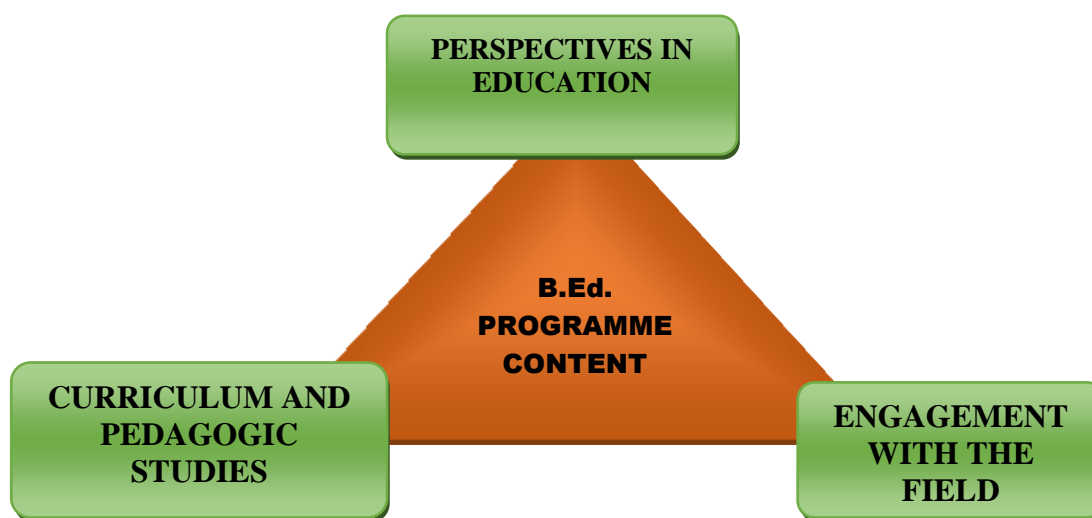 PERSPECTIVES IN
EDUCATION
B.Ed.
PROGRAMME
CONTENT
CURRICULUM AND
PEDAGOGIC
STUDIES
ENGAGEMENT
WITH THE
FIELD